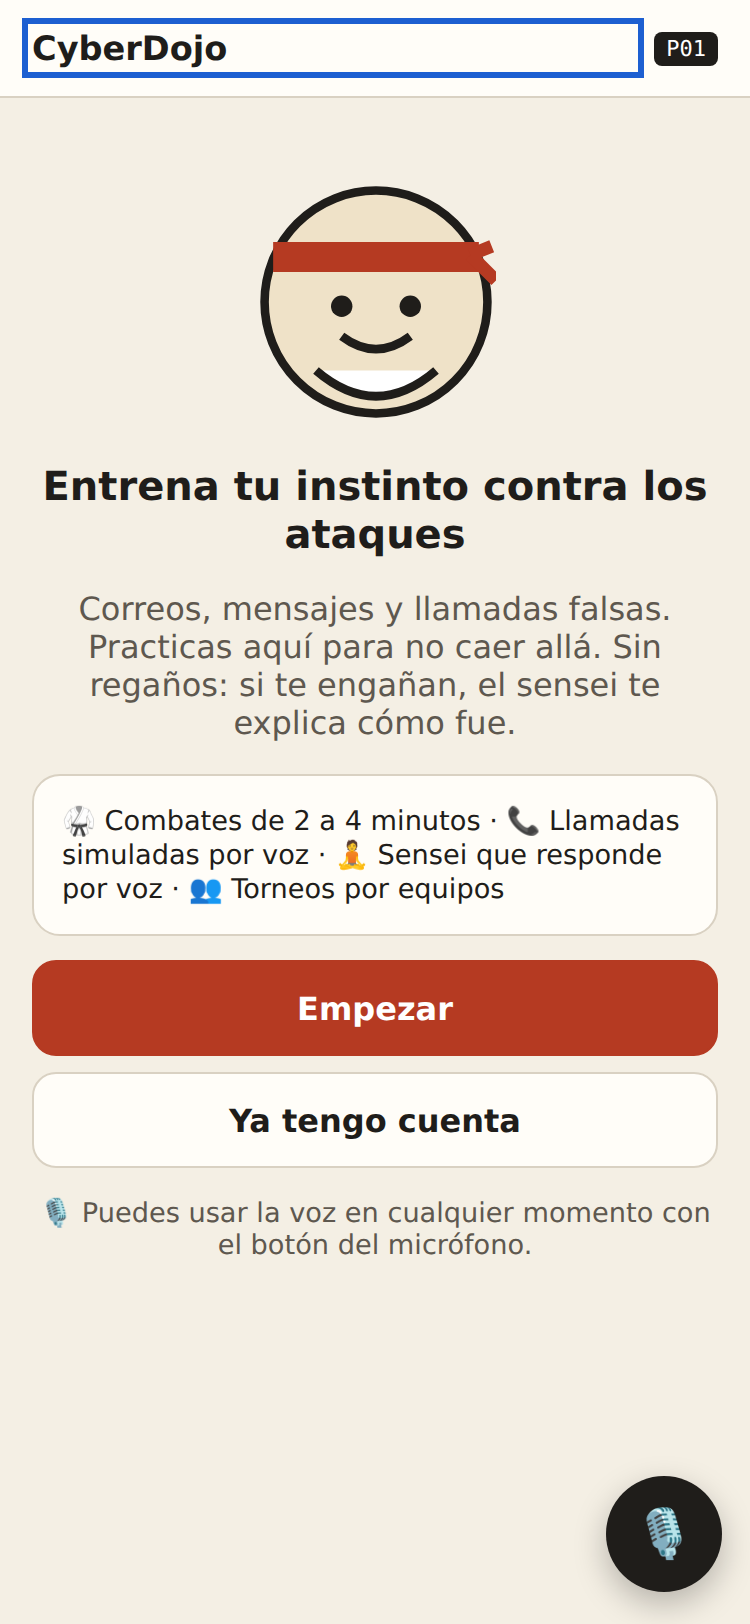 CyberDojo
P01
Entrena tu instinto contra los
ataques
Correos, mensajes y llamadas falsas.
Practicas aquí para no caer allá. Sin
regaños: si te engañan, el sensei te
explica cómo fue.
🥋 Combates de 2 a 4 minutos · 📞 Llamadas
simuladas por voz · 🧘 Sensei que responde
por voz · 👥 Torneos por equipos
Empezar
Ya tengo cuenta
🎙️ Puedes usar la voz en cualquier momento con
el botón del micrófono.